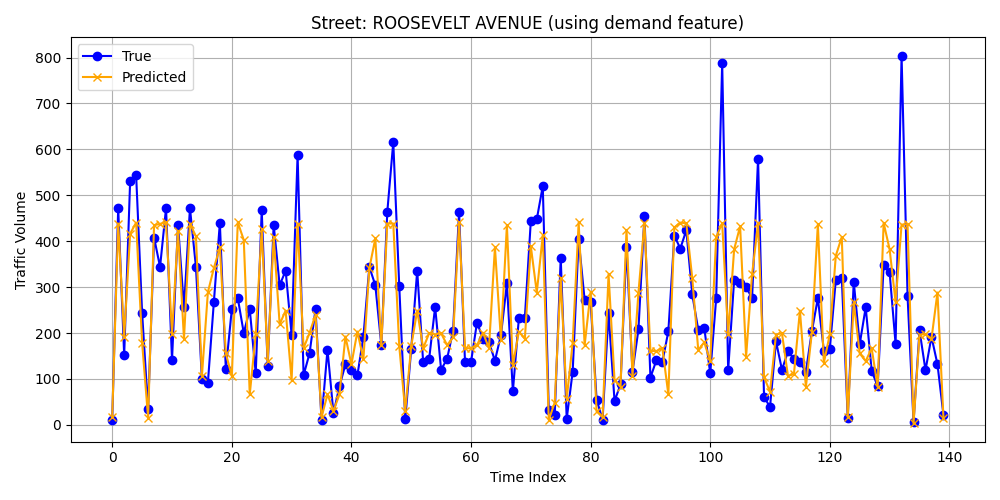 Street: ROOSEVELT AVENUE (using demand feature)
True
Predicted
Traffic Volume
800
700
600
500
400
300
200
100
0
0 20 40 60 80 100 120 140
Time Index